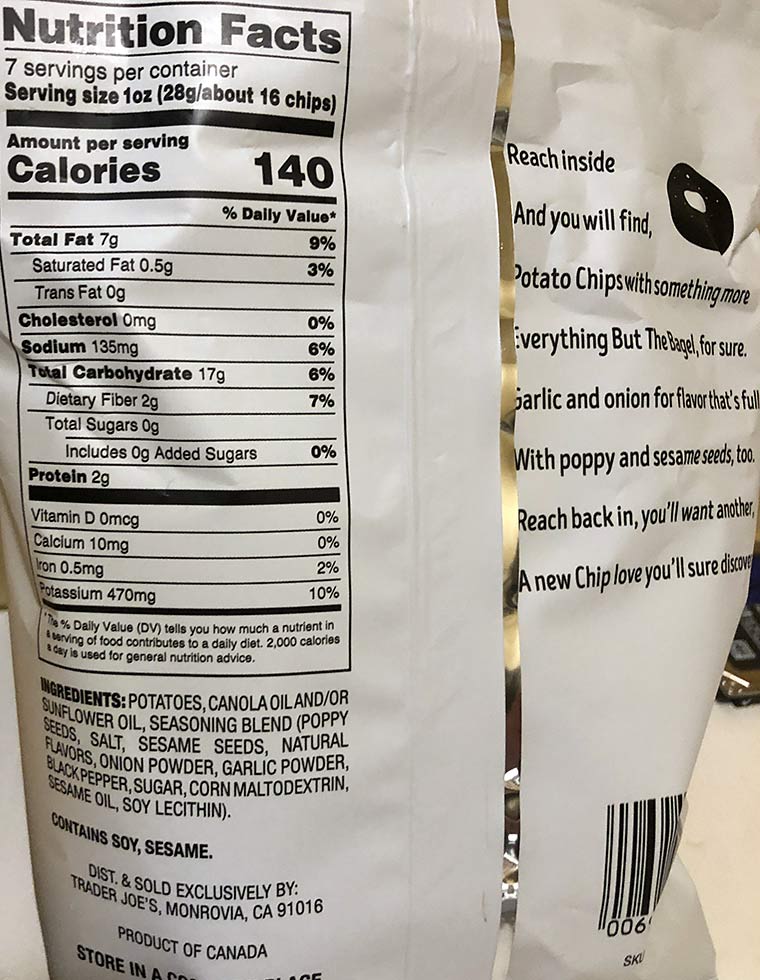 Nutrition Facts
7 servings per container
Serving size 1oz (28g/about 16 chips)
Amount per serving
Calories 140
% Daily Value*
Total Fat 7g 9%
Saturated Fat 0.5g 3%
Trans Fat 0g
Cholesterol 0mg 0%
Sodium 135mg 6%
Total Carbohydrate 17g 6%
Dietary Fiber 2g 7%
Total Sugars 0g
Includes 0g Added Sugars 0%
Protein 2g
Vitamin D 0mcg 0%
Calcium 10mg 0%
Iron 0.5mg 2%
Potassium 470mg 10%
*The % Daily Value (DV) tells you how much a nutrient in
a serving of food contributes to a daily diet. 2,000 calories
a day is used for general nutrition advice.
INGREDIENTS: POTATOES, CANOLA OIL AND/OR
SUNFLOWER OIL, SEASONING BLEND (POPPY
SEEDS, SALT, SESAME SEEDS, NATURAL
FLAVORS, ONION POWDER, GARLIC POWDER,
BLACK PEPPER, SUGAR, CORN MALTODEXTRIN,
SESAME OIL, SOY LECITHIN).
CONTAINS SOY, SESAME.
DIST. & SOLD EXCLUSIVELY BY:
TRADER JOE'S, MONROVIA, CA 91016
PRODUCT OF CANADA
STORE IN A
Reach inside
And you will find,
Potato Chips with something more
Everything But The Bagel, for sure.
Garlic and onion for flavor that's full
With poppy and sesame seeds, too.
Reach back in, you'll want another,
A new Chip love you'll sure discover
006
SKU